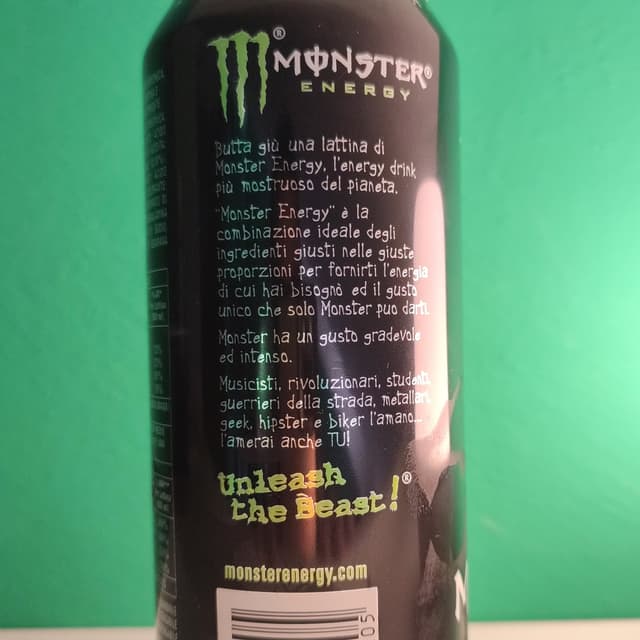 MONSTER®
ENERGY
Butta giù una lattina di
Monster Energy, l'energy drink
più mostruoso del pianeta.
"Monster Energy" è la
combinazione ideale degli
ingredienti giusti nelle giuste
proporzioni per fornirti l'energia
di cui hai bisogno ed il gusto
unico che solo Monster puo darti.
Monster ha un gusto gradevole
ed intenso.
Musicisti, rivoluzionari, studenti,
guerrieri della strada, metallari,
geek, hipster e biker l'amano...
l'amerai anche TU!
Unleash
the Beast!®
monsterenergy.com
05